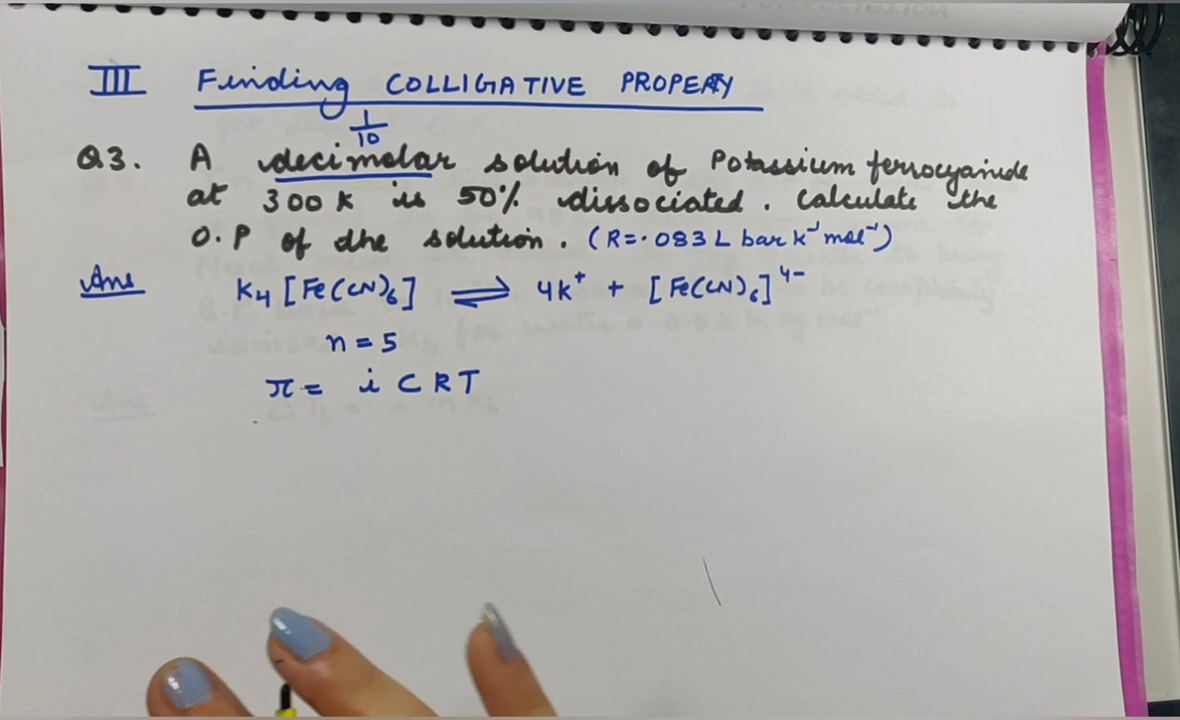 III Finding COLLIGATIVE PROPERTY
1/10
Q3. A decimolar solution of Potassium ferrocyanide
at 300 K is 50% dissociated. Calculate the
O.P of the solution. (R=.083 L bar K⁻¹ mol⁻¹)
Ans K₄[Fe(CN)₆] ⇌ 4K⁺ + [Fe(CN)₆]⁴⁻
n = 5
π = i C R T